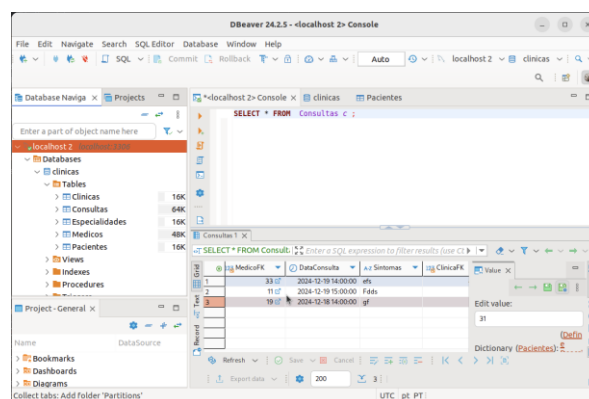 DBeaver 24.2.5 - <localhost 2> Console
File Edit Navigate Search SQL Editor Database Window Help
SQL Commit Rollback Auto localhost 2 clinicas
Database Naviga Projects
Enter a part of object name here
localhost 2
Databases
clinicas
Tables
Clinicas 16K
Consultas 64K
Especialidades 16K
Medicos 48K
Pacientes 16K
Views
Indexes
Procedures
Project - General
Name DataSource
Bookmarks
Dashboards
Diagrams
Collect tabs: Add folder 'Partitions'
*<localhost 2> Console clinicas Pacientes
SELECT * FROM Consultas c ;
Consultas 1
SELECT * FROM Consult Enter a SQL expression to filter results (use Ct
Grid
Text
Record
MedicoFK DataConsulta A-Z Sintomas ClinicaFK
1 33 2024-12-19 14:00:00 efs
2 11 2024-12-19 15:00:00 Fdds
3 19 2024-12-18 14:00:00 gf
Value
Edit value:
31
(Defin
Dictionary (Pacientes):
Refresh Save Cancel
Export data 200 3
UTC pt PT